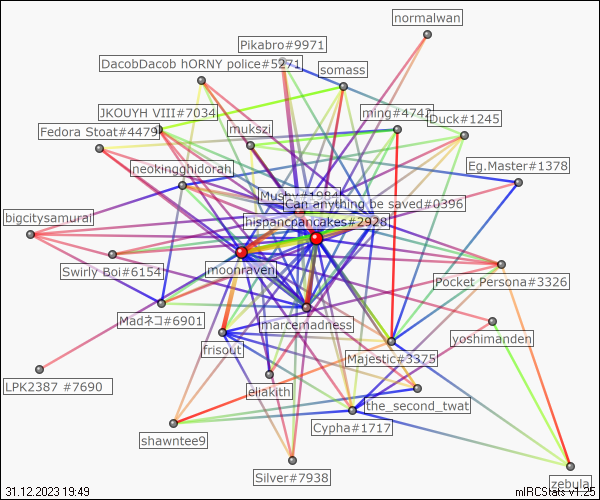 normalwan
Pikabro#9971
DacobDacob hORNY police#5271
somass
JKOUYH VIII#7034
ming#4742
Duck#1245
Fedora Stoat#4479
mukszi
neokingghidorah
Eg.Master#1378
Mushy#1984
Can anything be saved#0396
bigcitysamurai
hispancpancakes#2928
Swirly Boi#6154
moonraven
Pocket Persona#3326
Madネコ#6901
marcemadness
yoshimanden
frisout
Majestic#3375
LPK2387 #7690
eliakith
the_second_twat
shawntee9
Cypha#1717
Silver#7938
zebula
31.12.2023 19:49
mIRCStats v1.25